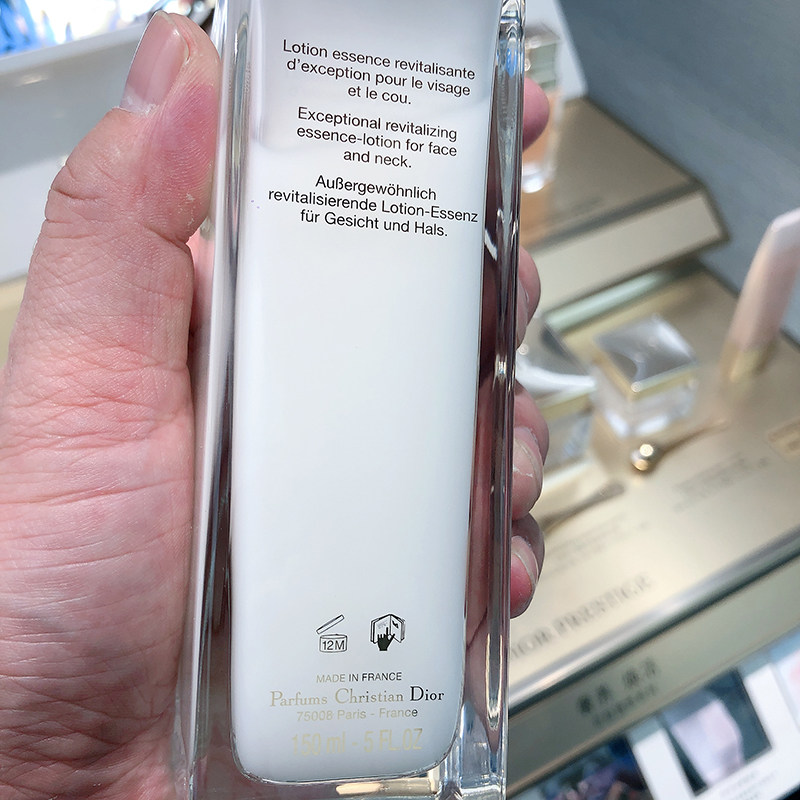 Lotion essence revitalisante
d'exception pour le visage
et le cou.
Exceptional revitalizing
essence-lotion for face
and neck.
Außergewöhnlich
revitalisierende Lotion-Essenz
für Gesicht und Hals.
12M
MADE IN FRANCE
Parfums Christian Dior
75008 Paris - France
150 ml - 5 FL. OZ
DIOR PRESTIGE